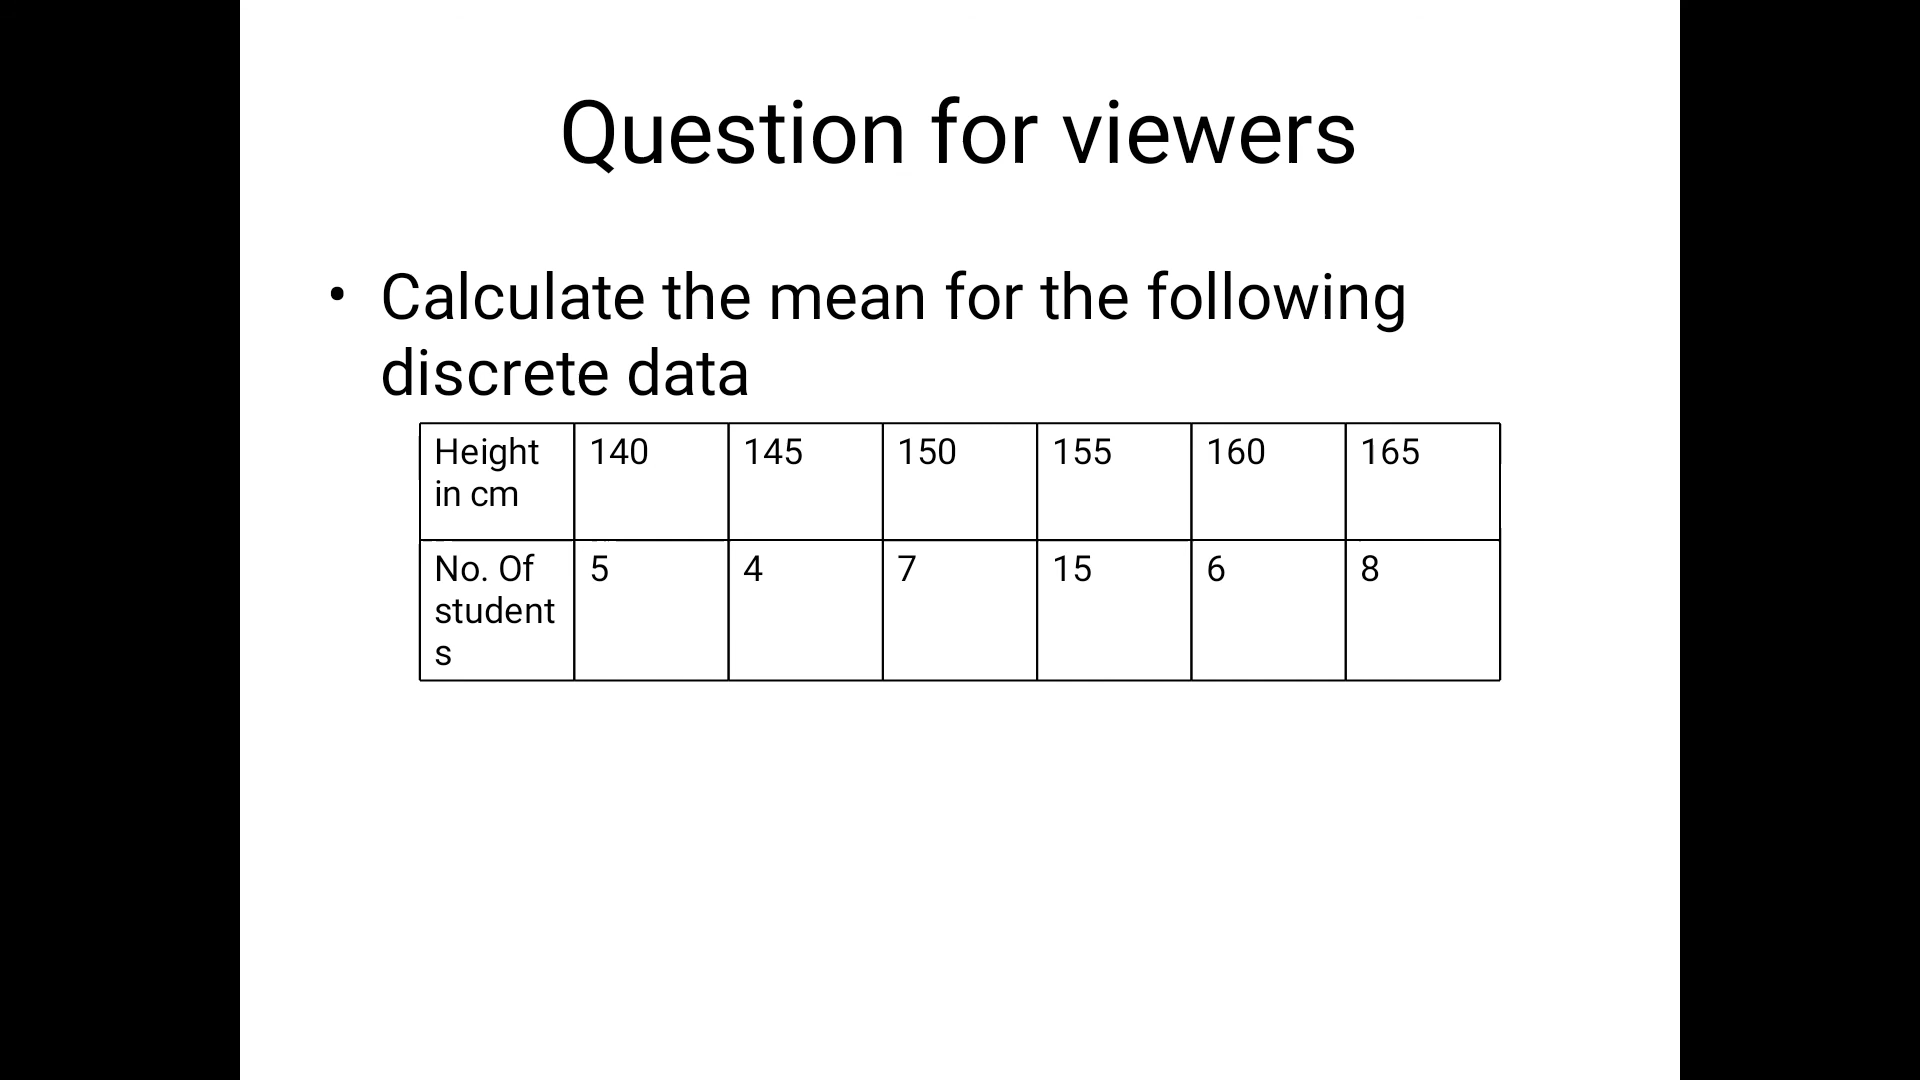 Question for viewers
• Calculate the mean for the following
discrete data
Height in cm 140 145 150 155 160 165
No. Of students 5 4 7 15 6 8